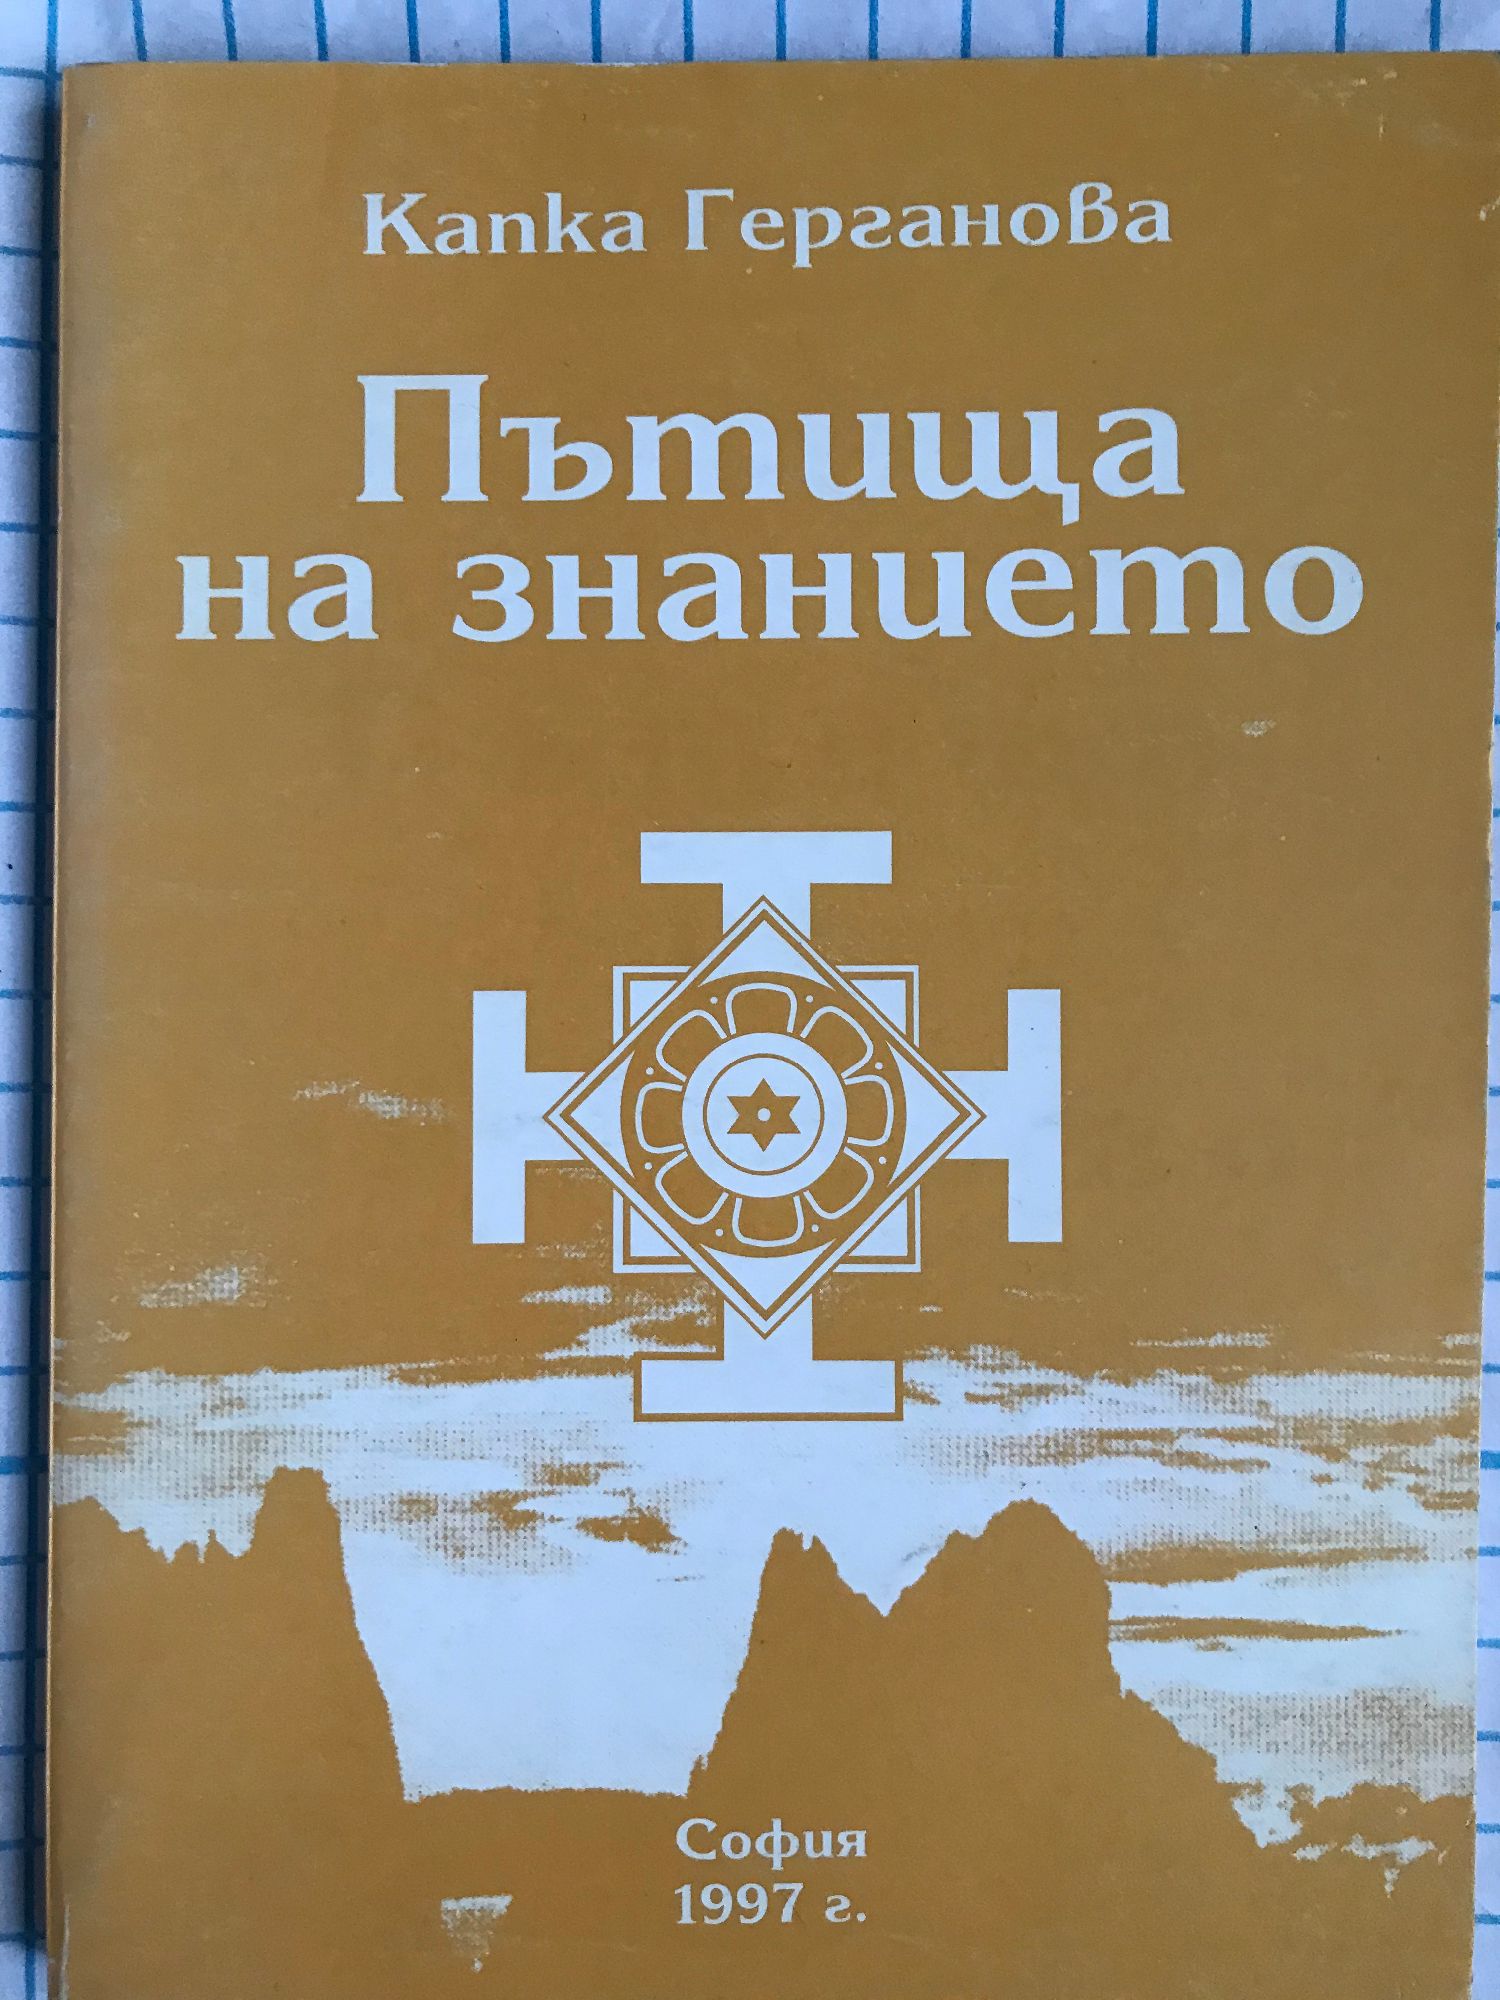 Капка Герганова
Пътища
на знанието
София
1997 г.